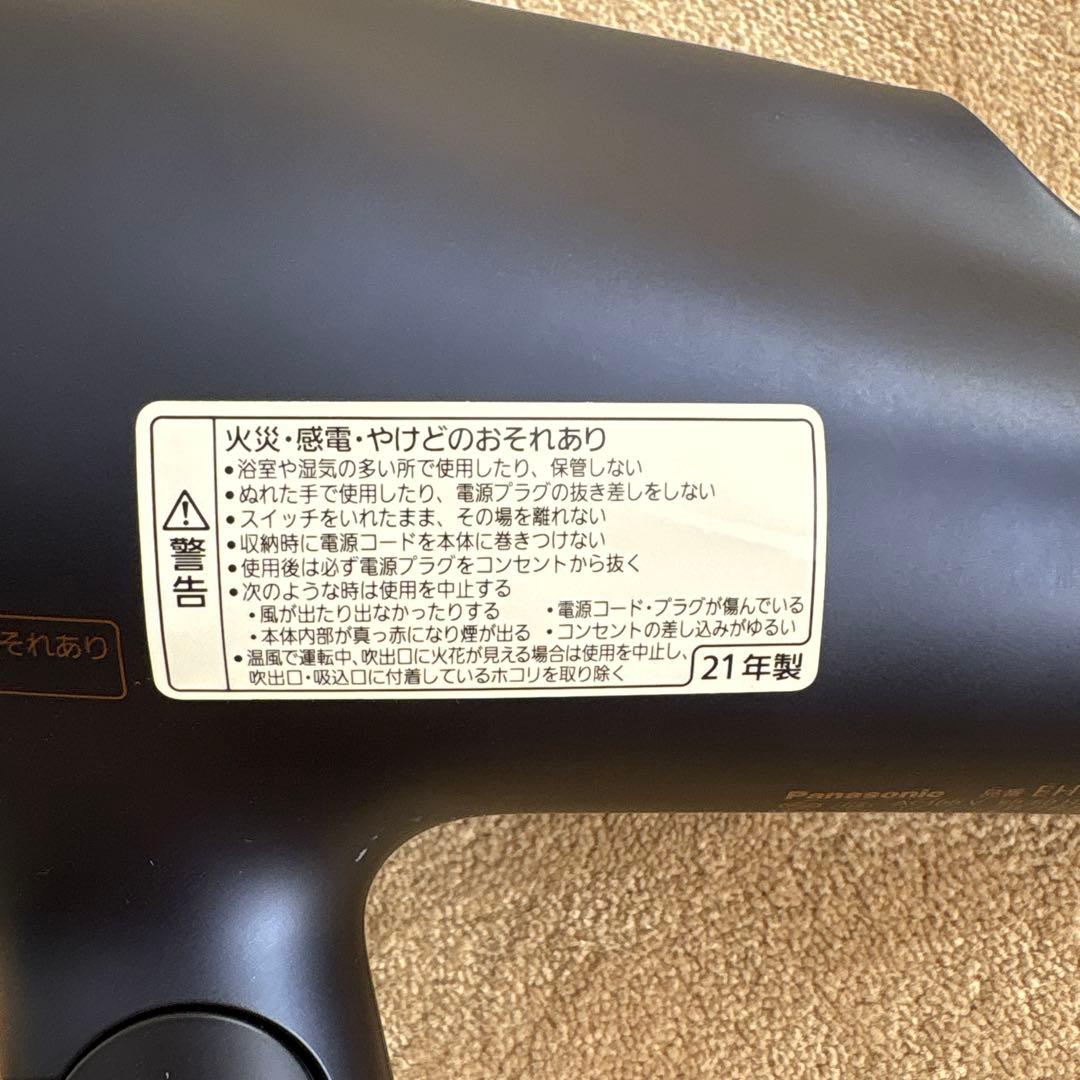 警告
火災・感電・やけどのおそれあり
•浴室や湿気の多い所で使用したり、保管しない
•ぬれた手で使用したり、電源プラグの抜き差しをしない
•スイッチをいれたまま、その場を離れない
•収納時に電源コードを本体に巻きつけない
•使用後は必ず電源プラグをコンセントから抜く
•次のような時は使用を中止する
・風が出たり出なかったりする ・電源コード・プラグが傷んでいる
・本体内部が真っ赤になり煙が出る ・コンセントの差し込みがゆるい
•温風で運転中、吹出口に火花が見える場合は使用を中止し、
吹出口・吸込口に付着しているホコリを取り除く
21年製
それあり
Panasonic 品番 EH